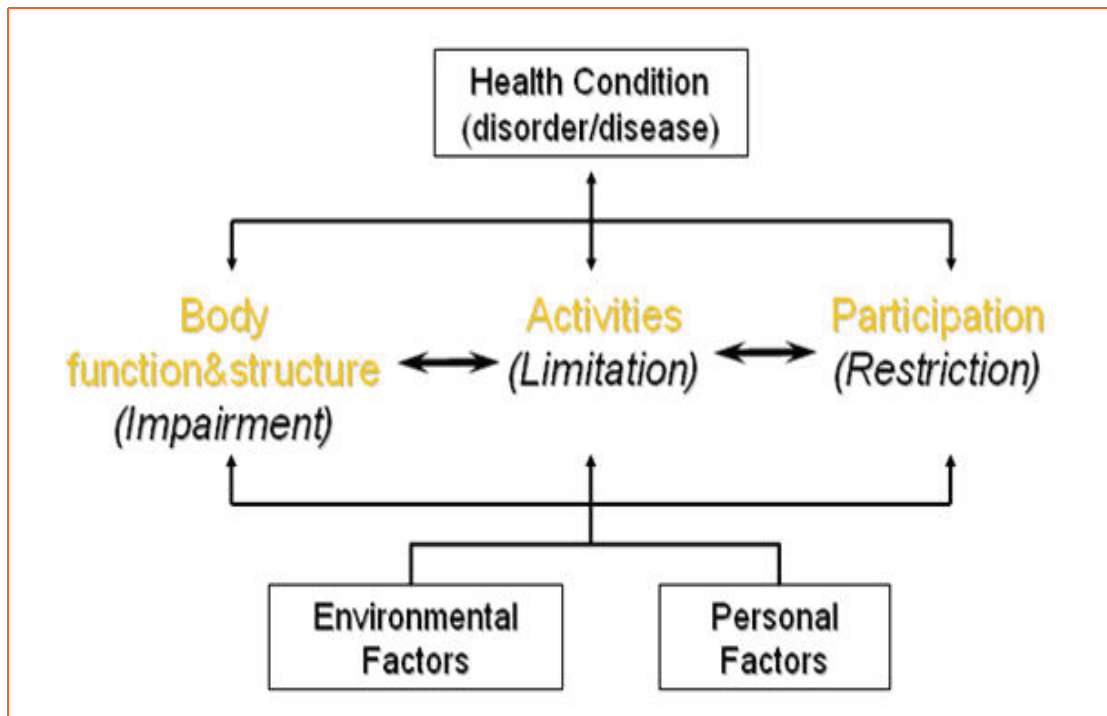 Health Condition
(disorder/disease)
Body
function&structure
(Impairment)
Activities
(Limitation)
Participation
(Restriction)
Environmental
Factors
Personal
Factors